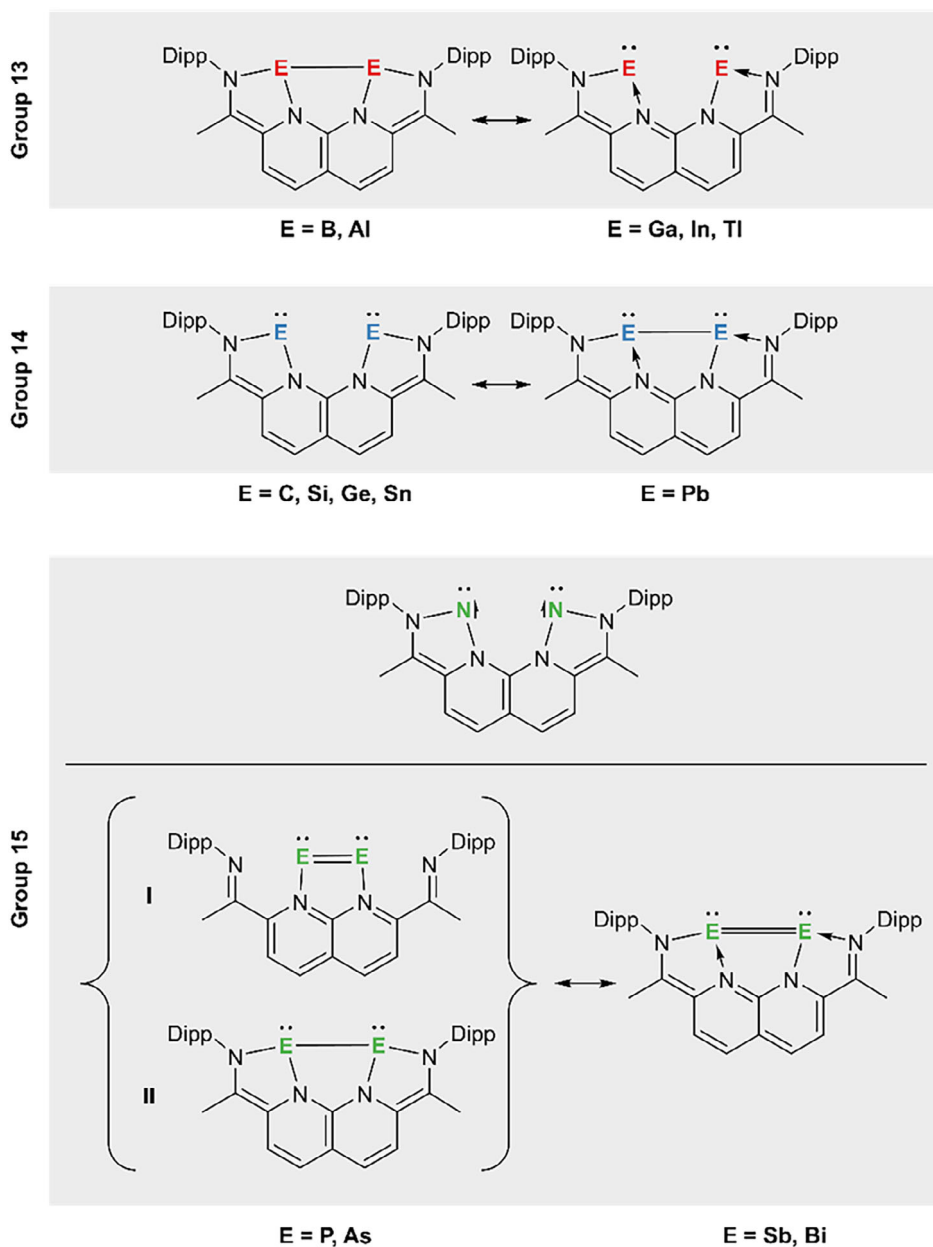 Group 13
Dipp E E Dipp
N N
N N
Dipp E E Dipp
N N
N N
E = B, Al
E = Ga, In, Tl
Group 14
Dipp E E Dipp
N N
N N
Dipp E E Dipp
N N
N N
E = C, Si, Ge, Sn
E = Pb
Group 15
Dipp N N Dipp
N N
N N
I
Dipp E E Dipp
N N
N N
II
Dipp E E Dipp
N N
N N
Dipp E E Dipp
N N
N N
E = P, As
E = Sb, Bi